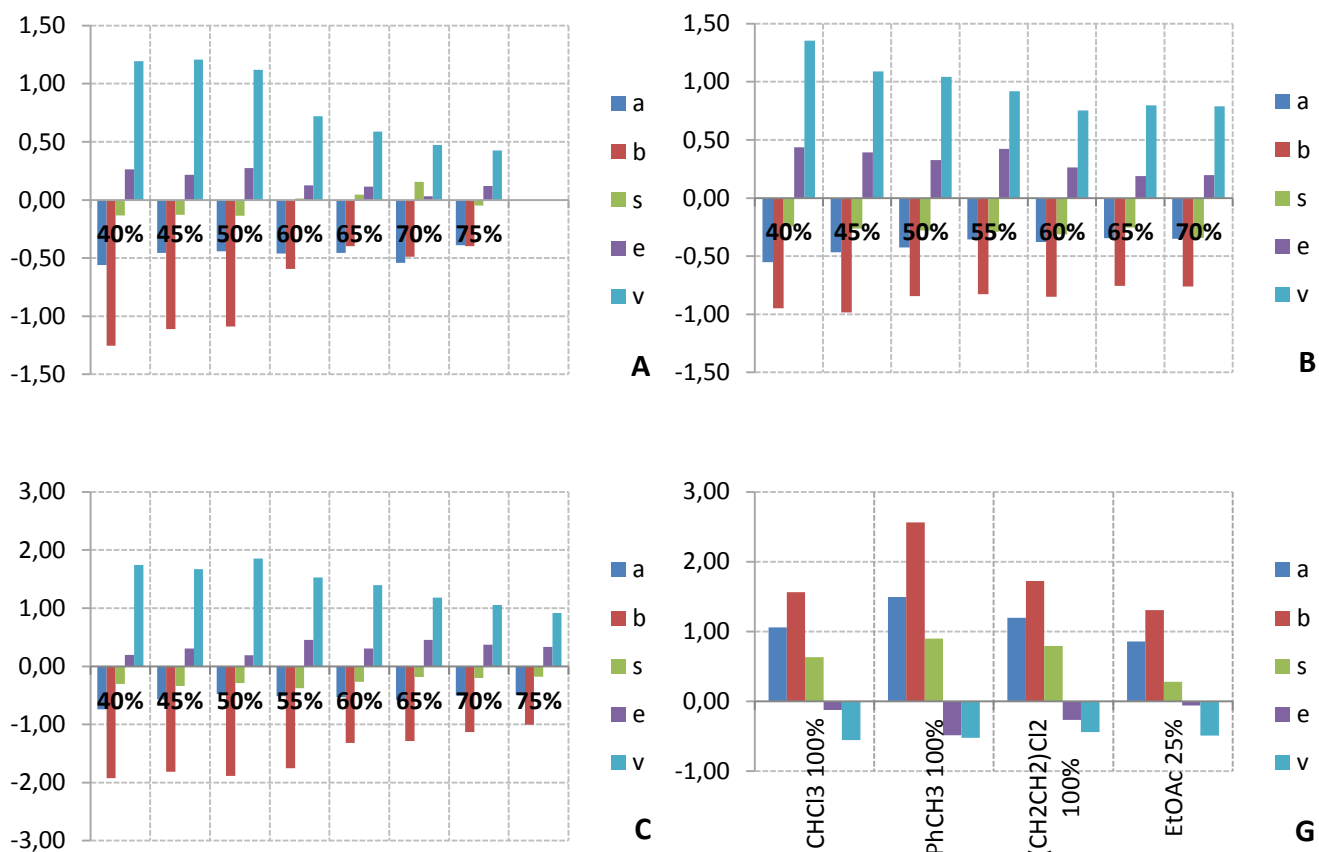 1,50
1,00
0,50
0,00
-0,50
-1,00
-1,50
40% 45% 50% 60% 65% 70% 75%
a
b
s
e
v
A
1,50
1,00
0,50
0,00
-0,50
-1,00
-1,50
40% 45% 50% 55% 60% 65% 70%
a
b
s
e
v
B
3,00
2,00
1,00
0,00
-1,00
-2,00
-3,00
40% 45% 50% 55% 60% 65% 70% 75%
a
b
s
e
v
C
3,00
2,00
1,00
0,00
-1,00
CHCl3 100%
PhCH3 100%
(CH2CH2)Cl2
100%
EtOAc 25%
a
b
s
e
v
G